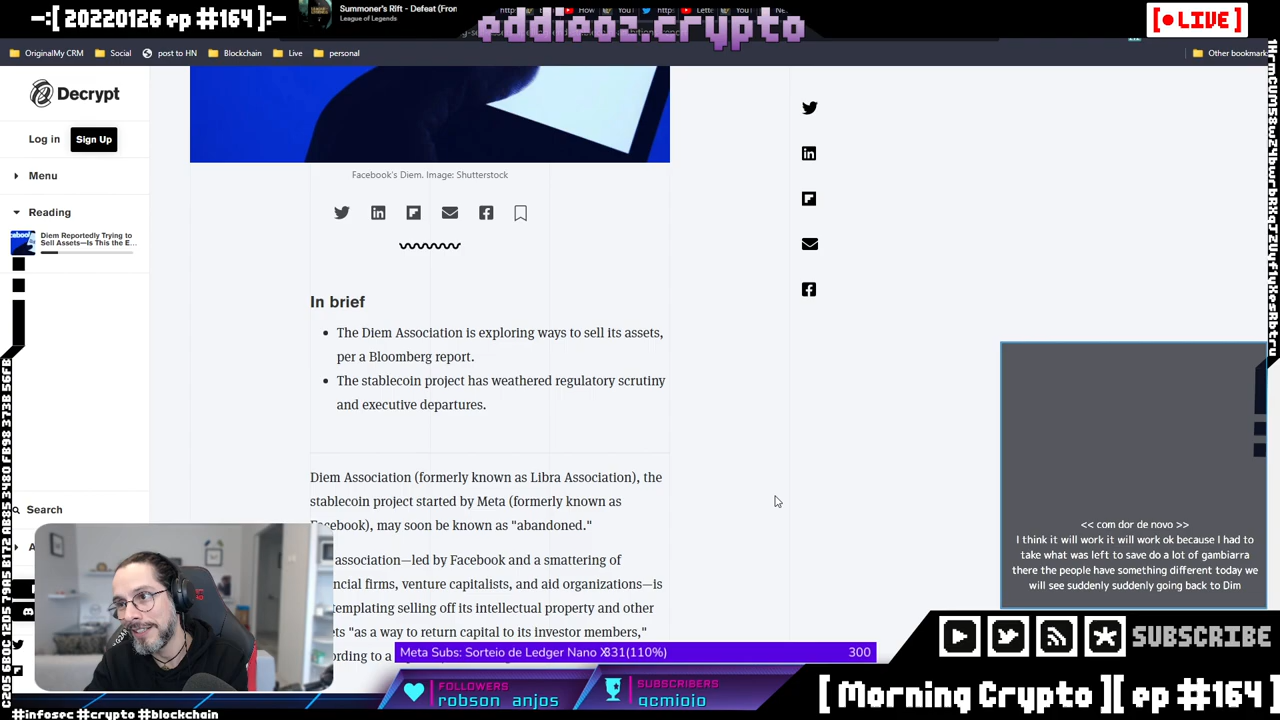 -:[ 20220126 ep #164 ]:-
Summoner's Rift - Defeat (Fron
League of Legends
eddieoz.crypto
[ LIVE ]
OriginalMy CRM
Social
post to HN
Blockchain
Live
personal
Other bookmark
Decrypt
Log in
Sign Up
Menu
Reading
Diem Reportedly Trying to
Sell Assets—Is This the E...
Search
Facebook's Diem. Image: Shutterstock
In brief
The Diem Association is exploring ways to sell its assets,
per a Bloomberg report.
The stablecoin project has weathered regulatory scrutiny
and executive departures.
Diem Association (formerly known as Libra Association), the
stablecoin project started by Meta (formerly known as
Facebook), may soon be known as "abandoned."
association—led by Facebook and a smattering of
ncial firms, venture capitalists, and aid organizations—is
templating selling off its intellectual property and other
ets "as a way to return capital to its investor members,"
ording to a
<< com dor de novo >>
I think it will work it will work ok because I had to
take what was left to save do a lot of gambiarra
there the people have something different today we
will see suddenly suddenly going back to Dim
Meta Subs: Sorteio de Ledger Nano X
331(110%)
300
FOLLOWERS
robson_anjos
SUBSCRIBERS
gcmiojo
SUBSCRIBE
[ Morning Crypto ][ ep #164 ]
#infosec #crypto #blockchain